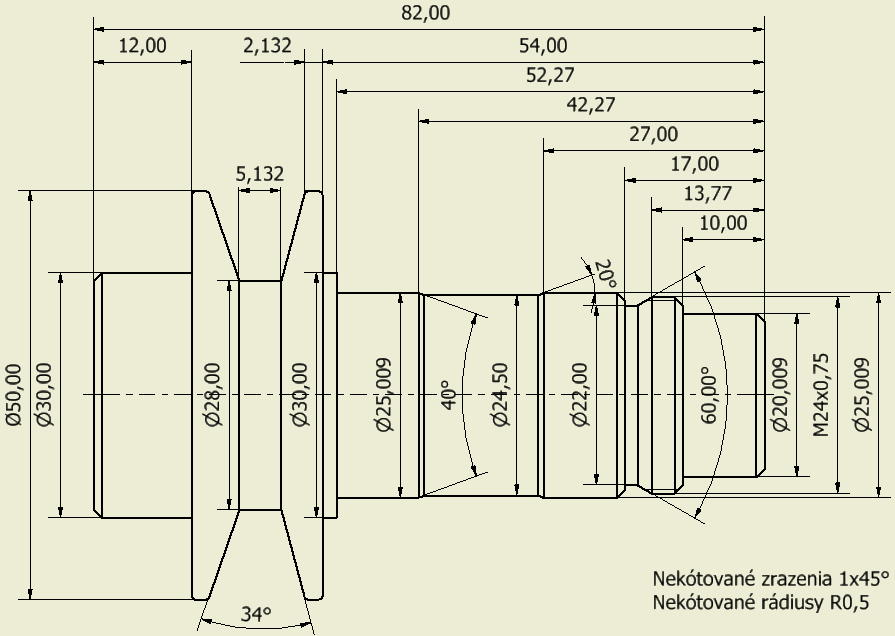 82,00
12,00
2,132
54,00
52,27
42,27
27,00
17,00
13,77
10,00
5,132
20°
Ø50,00
Ø30,00
Ø28,00
Ø30,00
Ø25,009
40°
Ø24,50
Ø22,00
60,00°
Ø20,009
M24x0,75
Ø25,009
34°
Nekótované zrazenia 1x45°
Nekótované rádiusy R0,5